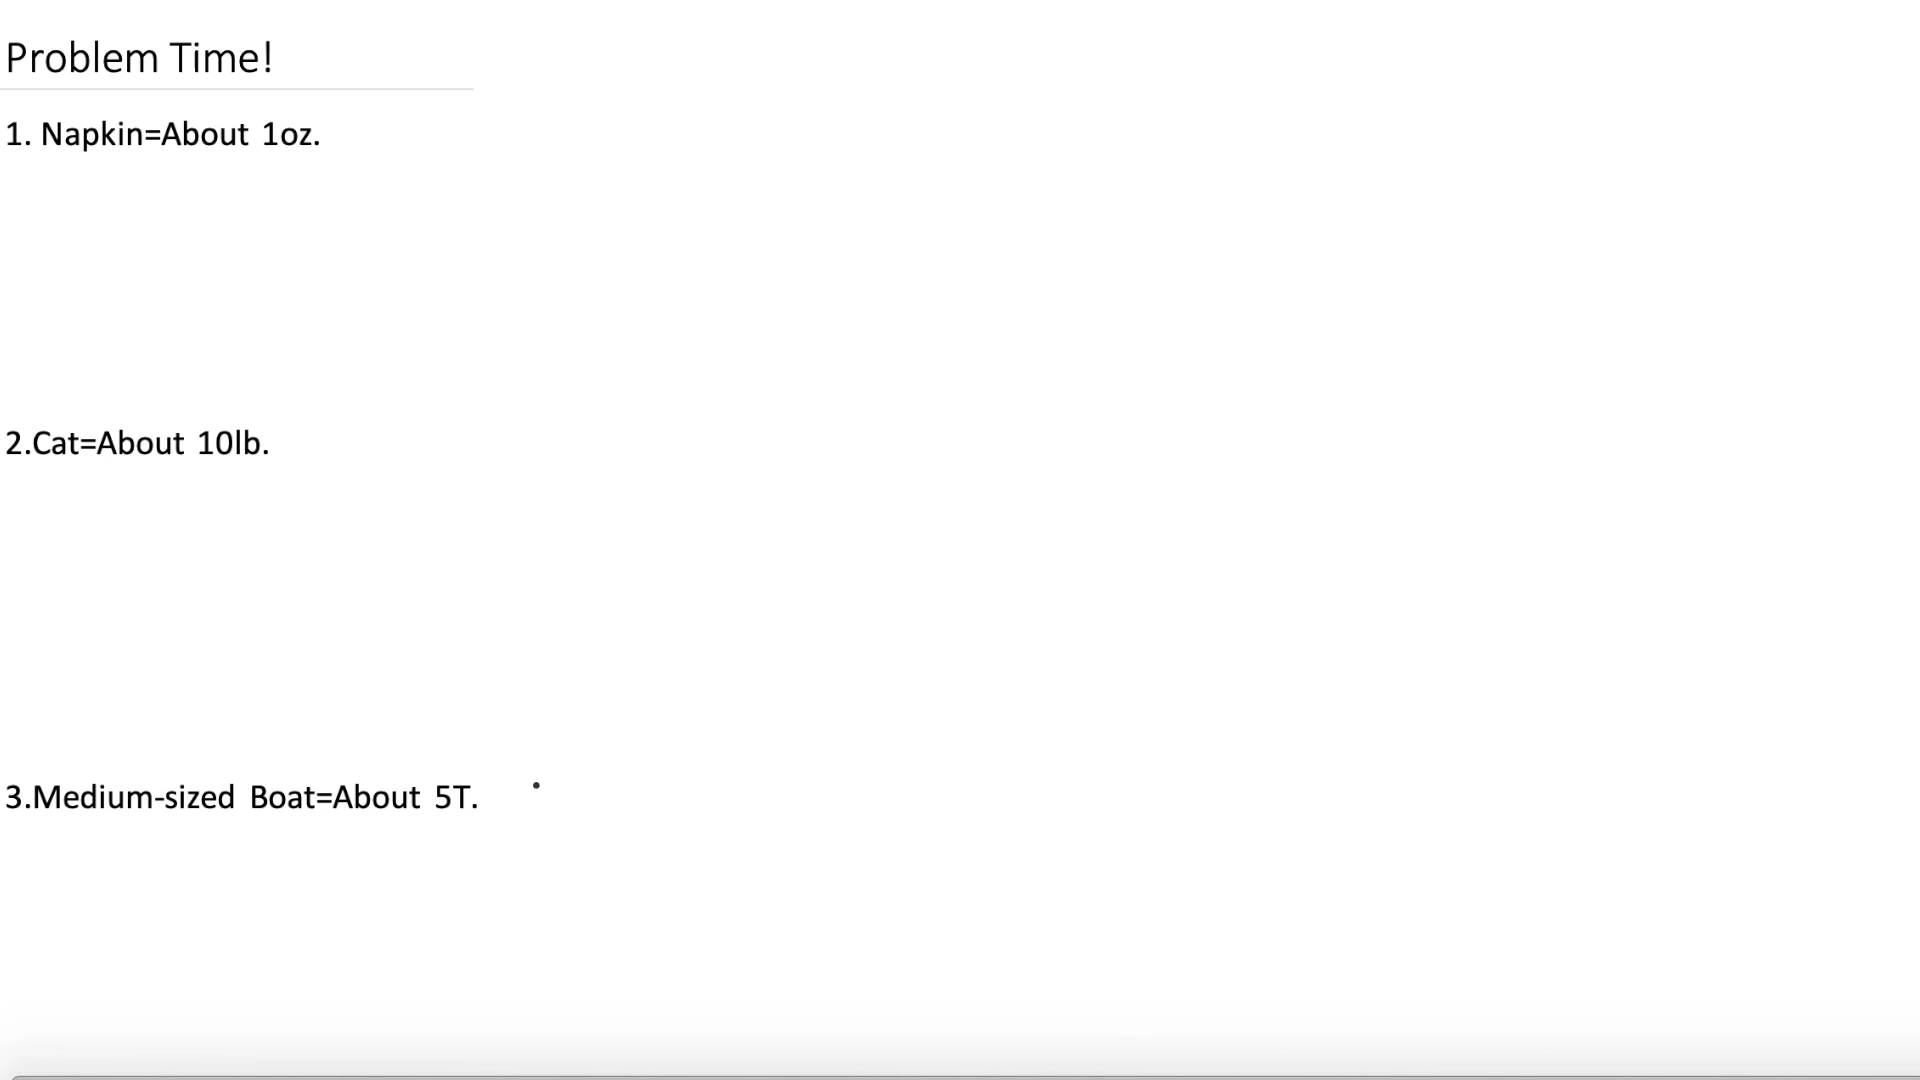 Problem Time!
1. Napkin=About 1oz.
2.Cat=About 10lb.
3.Medium-sized Boat=About 5T.